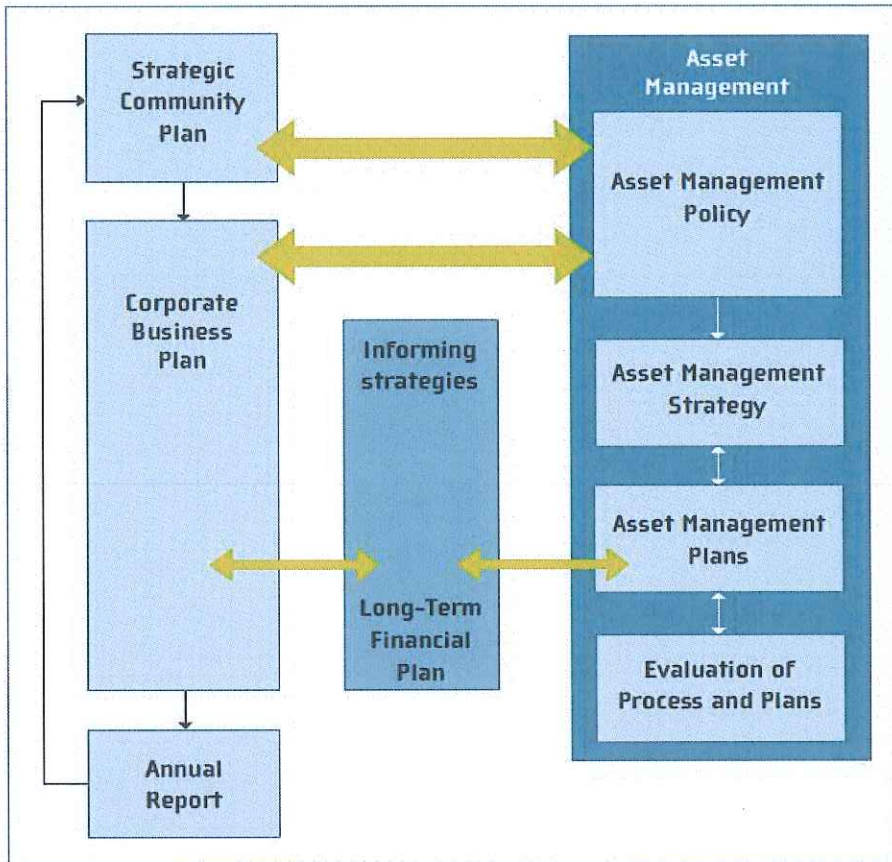 Strategic
Community
Plan
Corporate
Business
Plan
Annual
Report
Informing
strategies
Long-Term
Financial
Plan
Asset
Management
Asset Management
Policy
Asset Management
Strategy
Asset Management
Plans
Evaluation of
Process and Plans